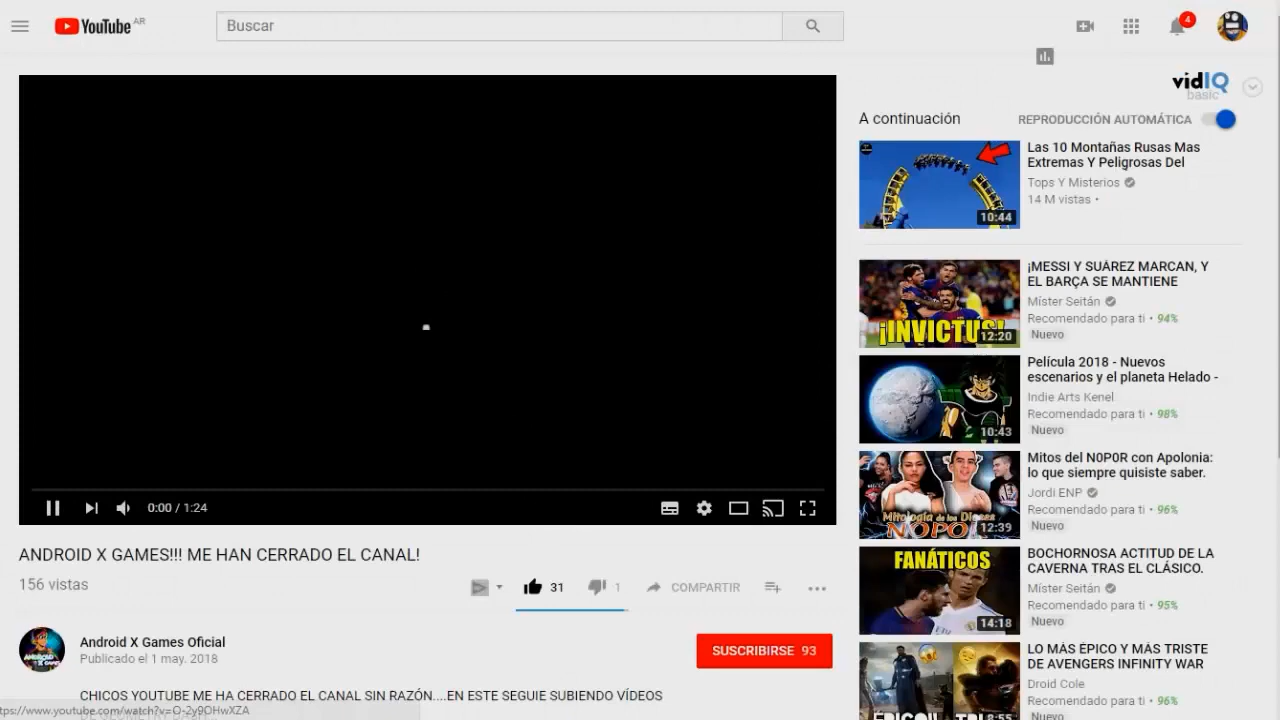 YouTube AR
Buscar
4
vidIQ
basic
A continuación
REPRODUCCIÓN AUTOMÁTICA
10:44
Las 10 Montañas Rusas Mas
Extremas Y Peligrosas Del
Tops Y Misterios
14 M vistas •
¡INVICTUS!
12:20
¡MESSI Y SUÁREZ MARCAN, Y
EL BARÇA SE MANTIENE
Míster Seitán
Recomendado para ti • 94%
Nuevo
10:43
Película 2018 - Nuevos
escenarios y el planeta Helado -
Indie Arts Kenel
Recomendado para ti • 98%
Nuevo
Mitología de los Dioses
NOPO
12:39
Mitos del N0P0R con Apolonia:
lo que siempre quisiste saber.
Jordi ENP
Recomendado para ti • 96%
Nuevo
FANÁTICOS
14:18
BOCHORNOSA ACTITUD DE LA
CAVERNA TRAS EL CLÁSICO.
Míster Seitán
Recomendado para ti • 95%
Nuevo
8:55
LO MÁS ÉPICO Y MÁS TRISTE
DE AVENGERS INFINITY WAR
Droid Cole
Recomendado para ti • 96%
Nuevo
0:00 / 1:24
ANDROID X GAMES!!! ME HAN CERRADO EL CANAL!
156 vistas
31
1
COMPARTIR
Android X Games Oficial
Publicado el 1 may. 2018
SUSCRIBIRSE 93
CHICOS YOUTUBE ME HA CERRADO EL CANAL SIN RAZÓN....EN ESTE SEGUIE SUBIENDO VÍDEOS
ttps://www.youtube.com/watch?v=O-2y9OHwXZA